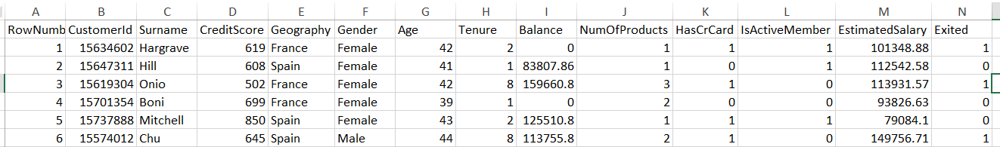 A B C D E F G H I J K L M N
RowNumb CustomerId Surname CreditScore Geography Gender Age Tenure Balance NumOfProducts HasCrCard IsActiveMember EstimatedSalary Exited
1 15634602 Hargrave 619 France Female 42 2 0 1 1 1 101348.88 1
2 15647311 Hill 608 Spain Female 41 1 83807.86 1 0 1 112542.58 0
3 15619304 Onio 502 France Female 42 8 159660.8 3 1 0 113931.57 1
4 15701354 Boni 699 France Female 39 1 0 2 0 0 93826.63 0
5 15737888 Mitchell 850 Spain Female 43 2 125510.8 1 1 1 79084.1 0
6 15574012 Chu 645 Spain Male 44 8 113755.8 2 1 0 149756.71 1